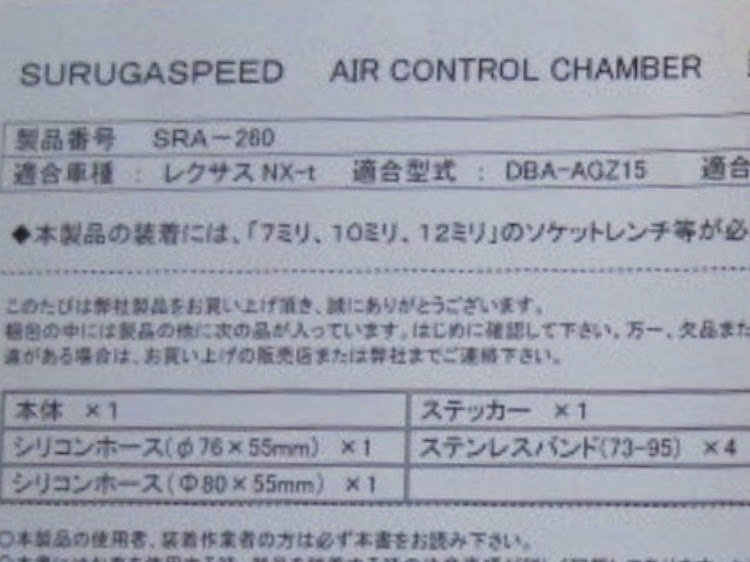 SURUGASPEED AIR CONTROL CHAMBER
製品番号 SRA-260
適合車種 : レクサス NX-t 適合型式 : DBA-AGZ15 適合
◆本製品の装着には、「7ミリ、10ミリ、12ミリ」のソケットレンチ等が必
このたびは弊社製品をお買い上げ頂き、誠にありがとうございます。
梱包の中には製品の他に次の品が入っています。はじめに確認して下さい。万一、欠品また
違がある場合は、お買い上げの販売店または弊社までご連絡下さい。
本体 ×1 ステッカー ×1
シリコンホース(φ76×55mm) ×1 ステンレスバンド(73-95) ×4
シリコンホース(Φ80×55mm) ×1
○本製品の使用者、装着作業者の方は必ず本書をお読み下さい。